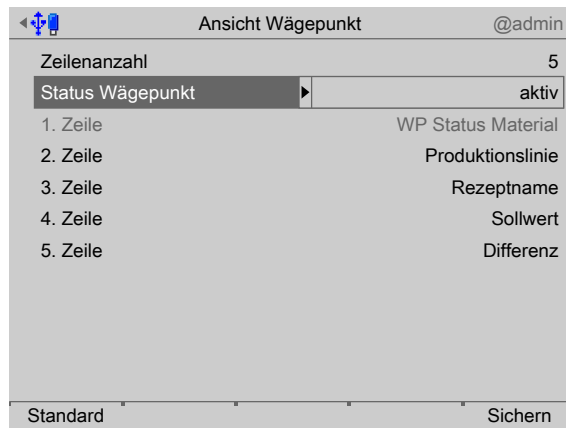 Ansicht Wägepunkt @admin
Zeilenanzahl 5
Status Wägepunkt aktiv
1. Zeile WP Status Material
2. Zeile Produktionslinie
3. Zeile Rezeptname
4. Zeile Sollwert
5. Zeile Differenz
Standard Sichern